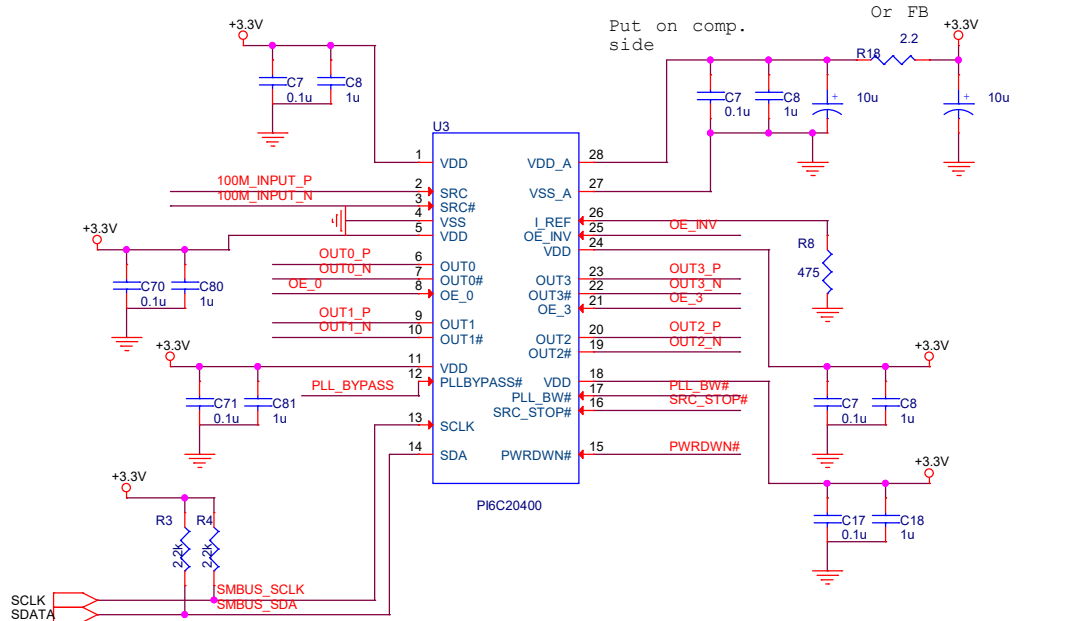 Or FB
+3.3V
+3.3V
Put on comp.
side
2.2
R18
C7
0.1u
C8
1u
C7
0.1u
C8
1u
10u
10u
U3
1
VDD
VDD_A
28
100M_INPUT_P
2
SRC
VSS_A
27
100M_INPUT_N
3
SRC#
4
VSS
I_REF
26
5
VDD
OE_INV
25
OE_INV
+3.3V
VDD
24
R8
475
OUT0_P
6
OUT0
OUT3
23
OUT3_P
OUT0_N
7
OUT0#
OUT3#
22
OUT3_N
OE_0
8
OE_0
OE_3
21
OE_3
C70
0.1u
C80
1u
OUT1_P
9
OUT1
OUT2
20
OUT2_P
OUT1_N
10
OUT1#
OUT2#
19
OUT2_N
+3.3V
+3.3V
11
VDD
VDD
18
PLL_BYPASS
12
PLLBYPASS#
PLL_BW#
17
PLL_BW#
SRC_STOP#
16
SRC_STOP#
C71
0.1u
C81
1u
C7
0.1u
C8
1u
13
SCLK
14
SDA
PWRDWN#
15
PWRDWN#
+3.3V
+3.3V
PI6C20400
R3
2.2k
R4
2.2k
C17
0.1u
C18
1u
SMBUS_SCLK
SCLK
SMBUS_SDA
SDATA